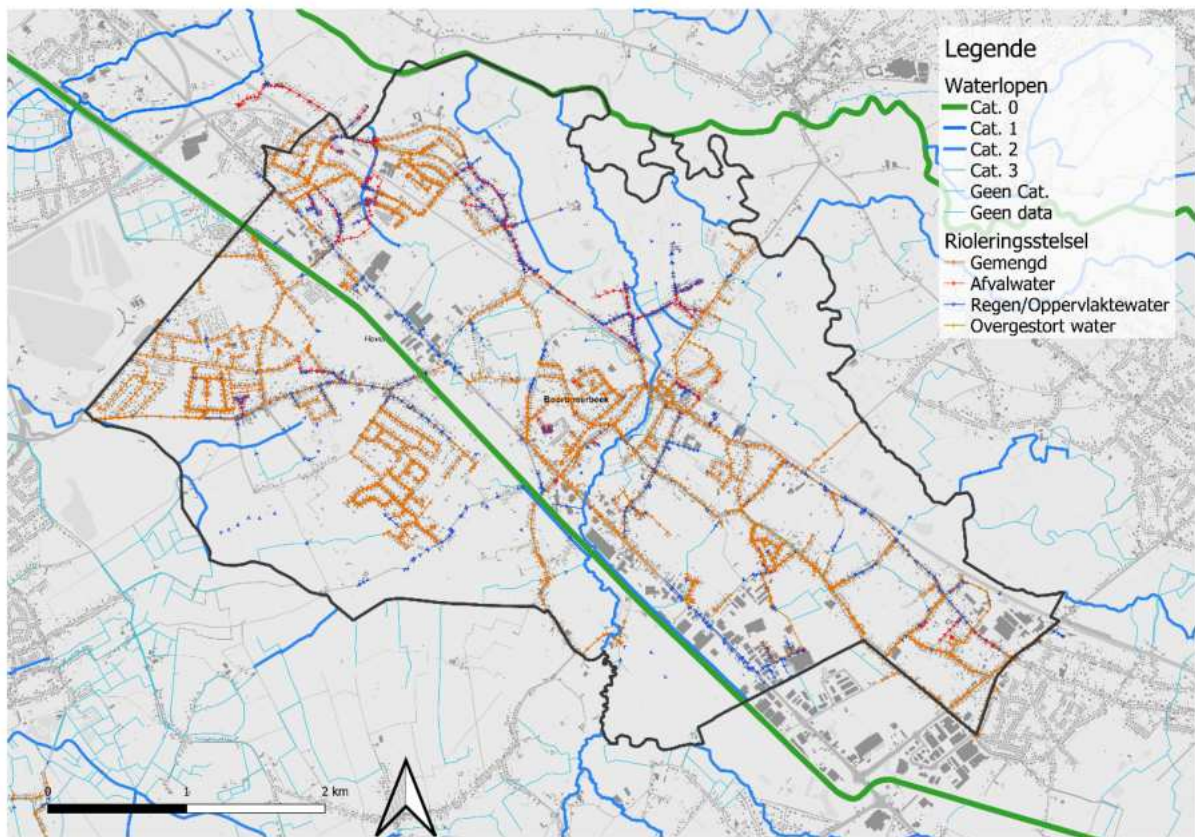 Legende
Waterlopen
Cat. 0
Cat. 1
Cat. 2
Cat. 3
Geen Cat.
Geen data
Rioleringsstelsel
Gemengd
Afvalwater
Regen/Oppervlaktewater
Overgestort water
Boortmeerbeek
0 1 2 km